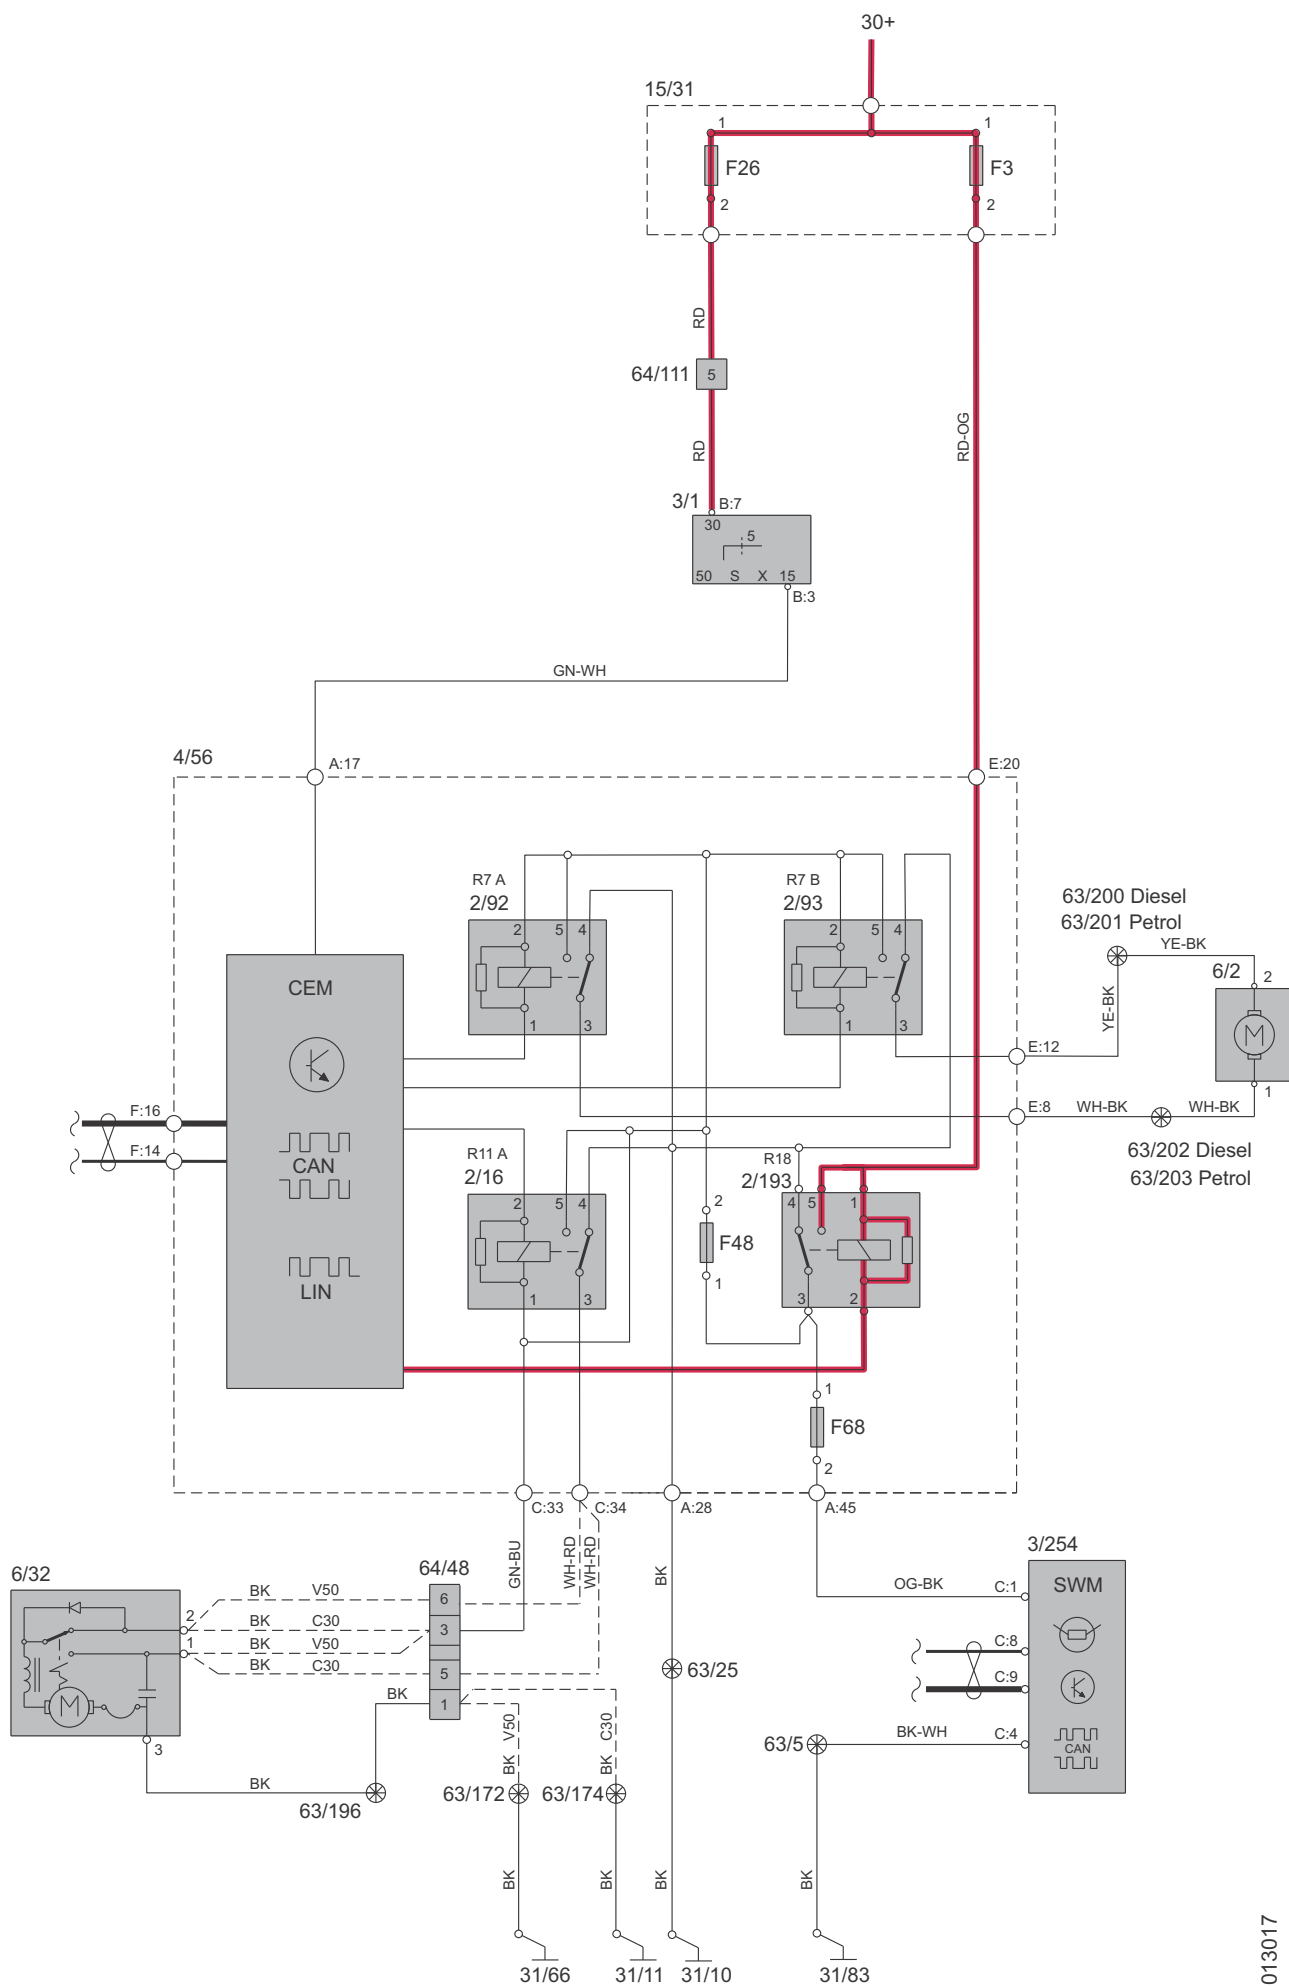 30+
15/31
1 1
F26 F3
2 2
RD
64/111 5
RD RD-OG
3/1 B:7
30
5
50 S X 15
B:3
GN-WH
4/56
A:17 E:20
R7 A R7 B
2/92 2/93
63/200 Diesel
63/201 Petrol
2 5 4 2 5 4
YE-BK
6/2 2
CEM
YE-BK
1 3 1 3
M
E:12
1
F:16
E:8 WH-BK WH-BK
F:14
CAN
R11 A R18
2/16 2/193
63/202 Diesel
63/203 Petrol
2 5 4 2 4 5 1
F48
LIN
1 3 1 3 2
1
F68
2
C:33 C:34 A:28 A:45
GN-BU WH-RD WH-RD BK
3/254
6/32 64/48
OG-BK C:1 SWM
BK V50 6
2 BK C30 3
1 BK V50
BK C30 5
C:8
63/25
C:9
M BK 1
V50 C30
63/5 BK-WH C:4
CAN
3
BK
BK BK
63/196 63/172 63/174
BK BK BK BK
31/66 31/11 31/10 31/83
013017